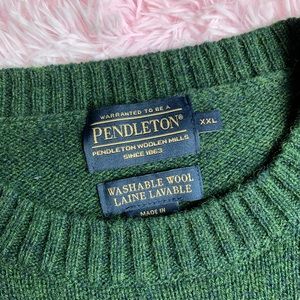 WARRANTED TO BE A
PENDLETON®
PENDLETON WOOLEN MILLS
SINCE 1863
XXL
WASHABLE WOOL
LAINE LAVABLE
MADE IN